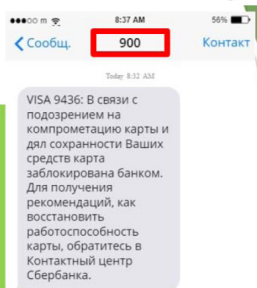 m 8:37 AM 56%
Сообщ. 900 Контакт
Today 8:32 AM
VISA 9436: В связи с
подозрением на
компрометацию карты и
дял сохранности Ваших
средств карта
заблокирована банком.
Для получения
рекомендаций, как
восстановить
работоспособность
карты, обратитесь в
Контактный центр
Сбербанка.